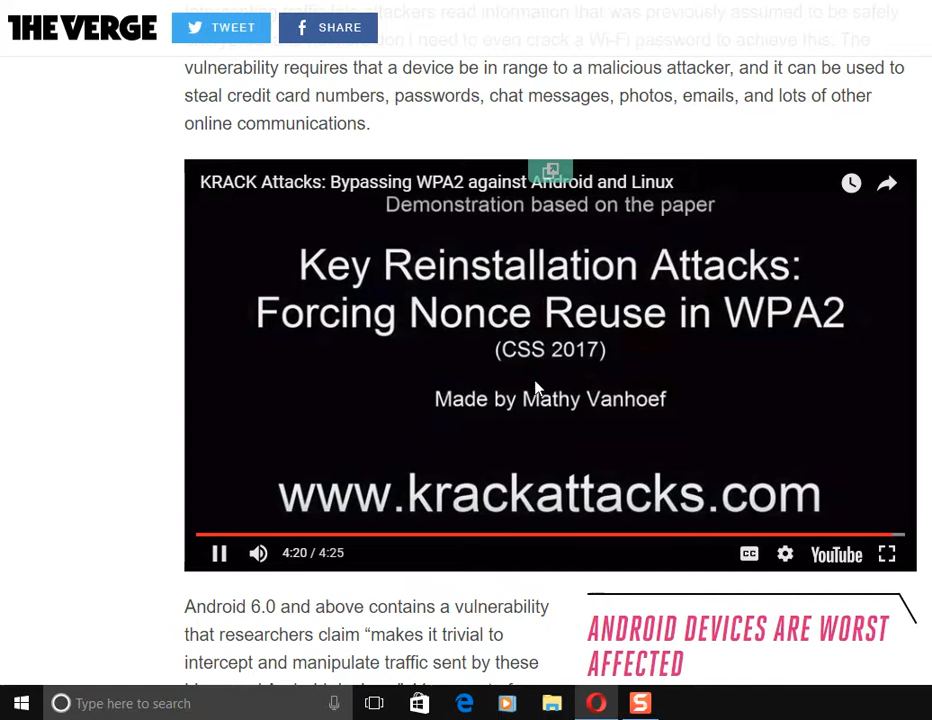 THE VERGE
TWEET
SHARE
vulnerability requires that a device be in range to a malicious attacker, and it can be used to
steal credit card numbers, passwords, chat messages, photos, emails, and lots of other
online communications.
KRACK Attacks: Bypassing WPA2 against Android and Linux
Demonstration based on the paper
Key Reinstallation Attacks:
Forcing Nonce Reuse in WPA2
(CSS 2017)
Made by Mathy Vanhoef
www.krackattacks.com
4:20 / 4:25
CC
YouTube
Android 6.0 and above contains a vulnerability
that researchers claim “makes it trivial to
intercept and manipulate traffic sent by these
ANDROID DEVICES ARE WORST
AFFECTED
Type here to search